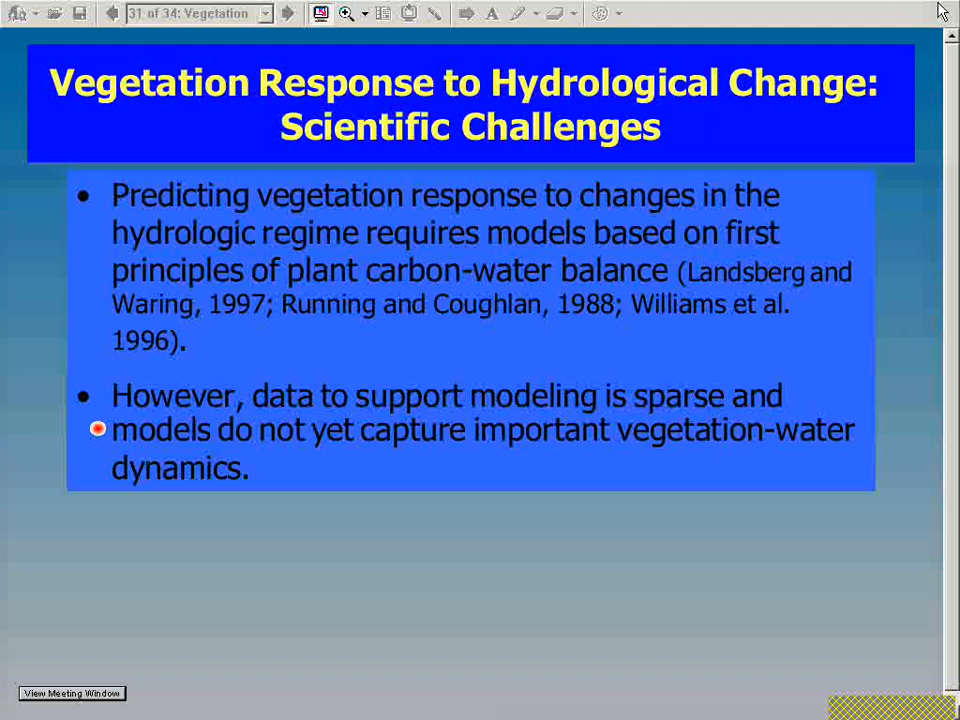 31 of 34: Vegetation
Vegetation Response to Hydrological Change:
Scientific Challenges
• Predicting vegetation response to changes in the
hydrologic regime requires models based on first
principles of plant carbon-water balance (Landsberg and
Waring, 1997; Running and Coughlan, 1988; Williams et al.
1996).
• However, data to support modeling is sparse and
models do not yet capture important vegetation-water
dynamics.
View Meeting Window